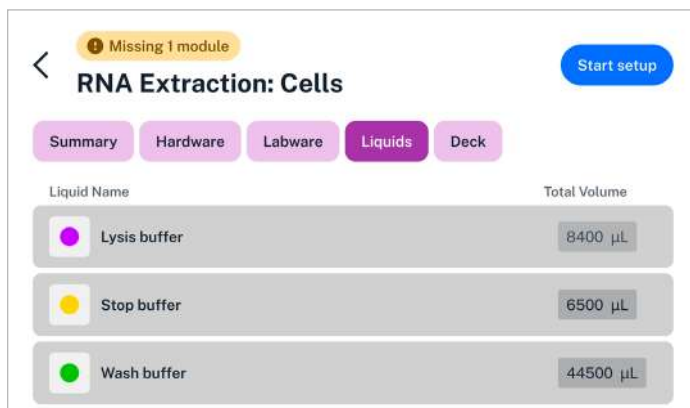 Missing 1 module
RNA Extraction: Cells
Start setup
Summary Hardware Labware Liquids Deck
Liquid Name Total Volume
Lysis buffer 8400 µL
Stop buffer 6500 µL
Wash buffer 44500 µL